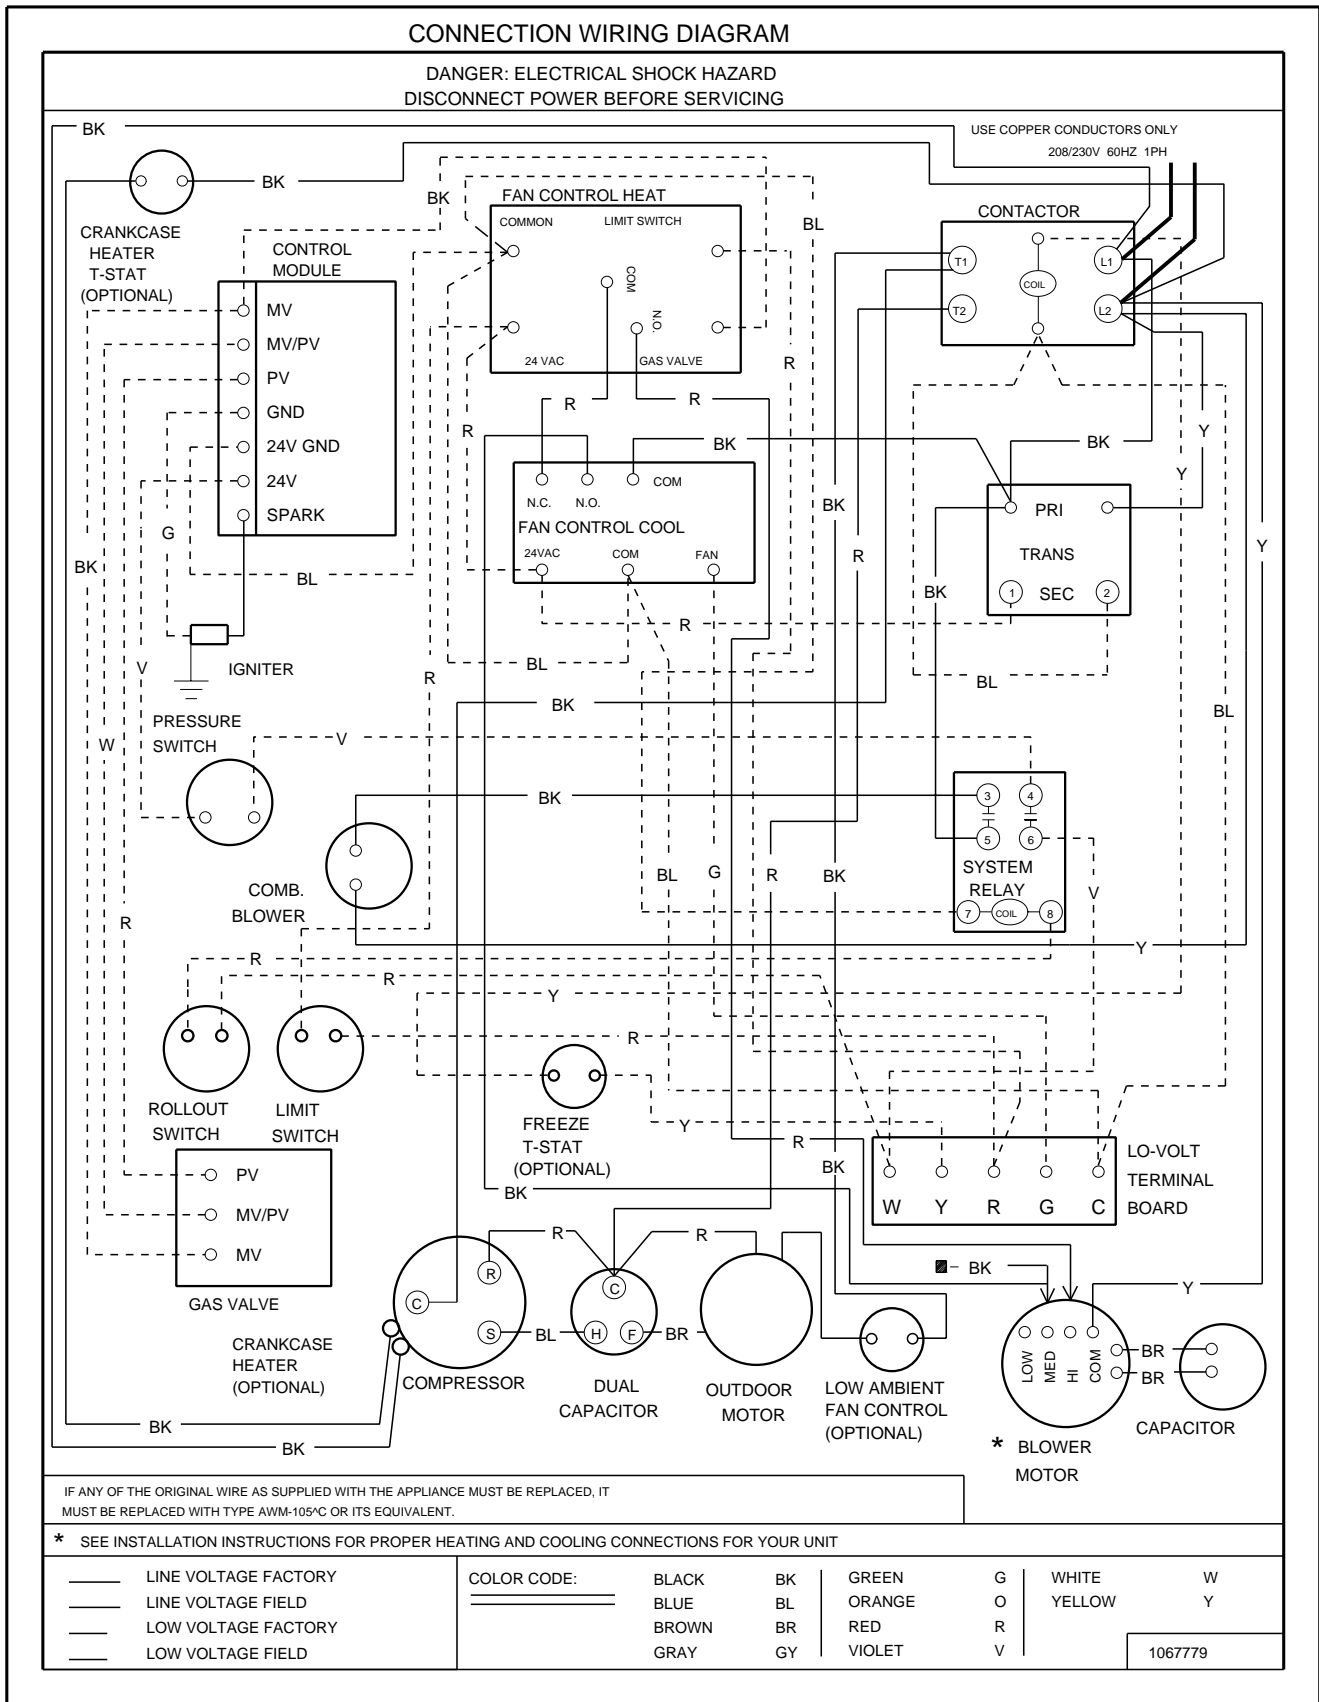 CONNECTION WIRING DIAGRAM
DANGER: ELECTRICAL SHOCK HAZARD
DISCONNECT POWER BEFORE SERVICING
BK
USE COPPER CONDUCTORS ONLY
208/230V 60HZ 1PH
BK
BK
CRANKCASE
HEATER
T-STAT
(OPTIONAL)
CONTROL
MODULE
MV
MV/PV
PV
GND
24V GND
24V
SPARK
FAN CONTROL HEAT
COMMON
LIMIT SWITCH
COM
N.O.
24 VAC
GAS VALVE
BL
CONTACTOR
T1
T2
COIL
L1
L2
R
R
R
R
BK
BK
Y
Y
N.C.
N.O.
COM
FAN CONTROL COOL
24VAC
COM
FAN
BK
R
PRI
TRANS
1
SEC
2
Y
G
BK
BL
BK
R
IGNITER
V
R
BL
BL
BK
BL
PRESSURE
SWITCH
W
V
BK
3
4
5
6
SYSTEM
RELAY
7
COIL
8
COMB.
BLOWER
BL
G
R
BK
V
R
Y
R
R
Y
R
ROLLOUT
SWITCH
LIMIT
SWITCH
FREEZE
T-STAT
(OPTIONAL)
Y
R
BK
BK
LO-VOLT
TERMINAL
BOARD
W
Y
R
G
C
PV
MV/PV
MV
GAS VALVE
R
R
R
C
S
BL
C
H
F
BR
BK
Y
CRANKCASE
HEATER
(OPTIONAL)
COMPRESSOR
DUAL
CAPACITOR
OUTDOOR
MOTOR
LOW AMBIENT
FAN CONTROL
(OPTIONAL)
LOW
MED
HI
COM
BR
BR
CAPACITOR
* BLOWER
MOTOR
BK
BK
IF ANY OF THE ORIGINAL WIRE AS SUPPLIED WITH THE APPLIANCE MUST BE REPLACED, IT
MUST BE REPLACED WITH TYPE AWM-105^C OR ITS EQUIVALENT.
* SEE INSTALLATION INSTRUCTIONS FOR PROPER HEATING AND COOLING CONNECTIONS FOR YOUR UNIT
LINE VOLTAGE FACTORY
LINE VOLTAGE FIELD
LOW VOLTAGE FACTORY
LOW VOLTAGE FIELD
COLOR CODE:
BLACK BK
BLUE BL
BROWN BR
GRAY GY
GREEN G
ORANGE O
RED R
VIOLET V
WHITE W
YELLOW Y
1067779